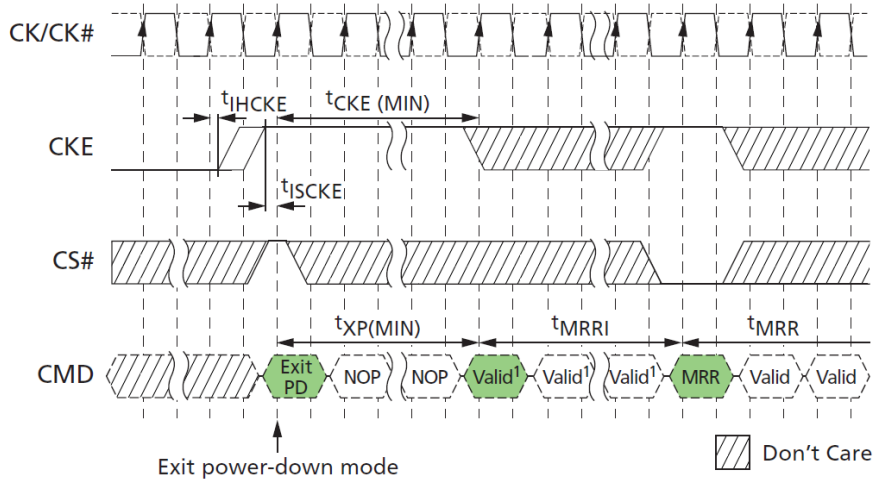 CK/CK#
tIHCKE
tCKE (MIN)
CKE
tISCKE
CS#
tXP(MIN) tMRRI tMRR
CMD Exit PD NOP NOP Valid¹ Valid¹ Valid¹ MRR Valid Valid
Exit power-down mode
Don't Care